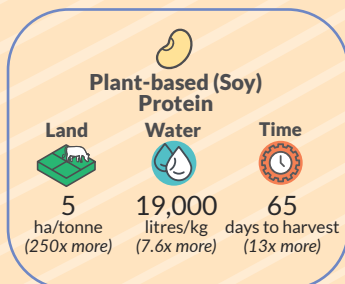 Plant-based (Soy)
Protein
Land Water Time
5 19,000 65
ha/tonne litres/kg days to harvest
(250x more) (7.6x more) (13x more)